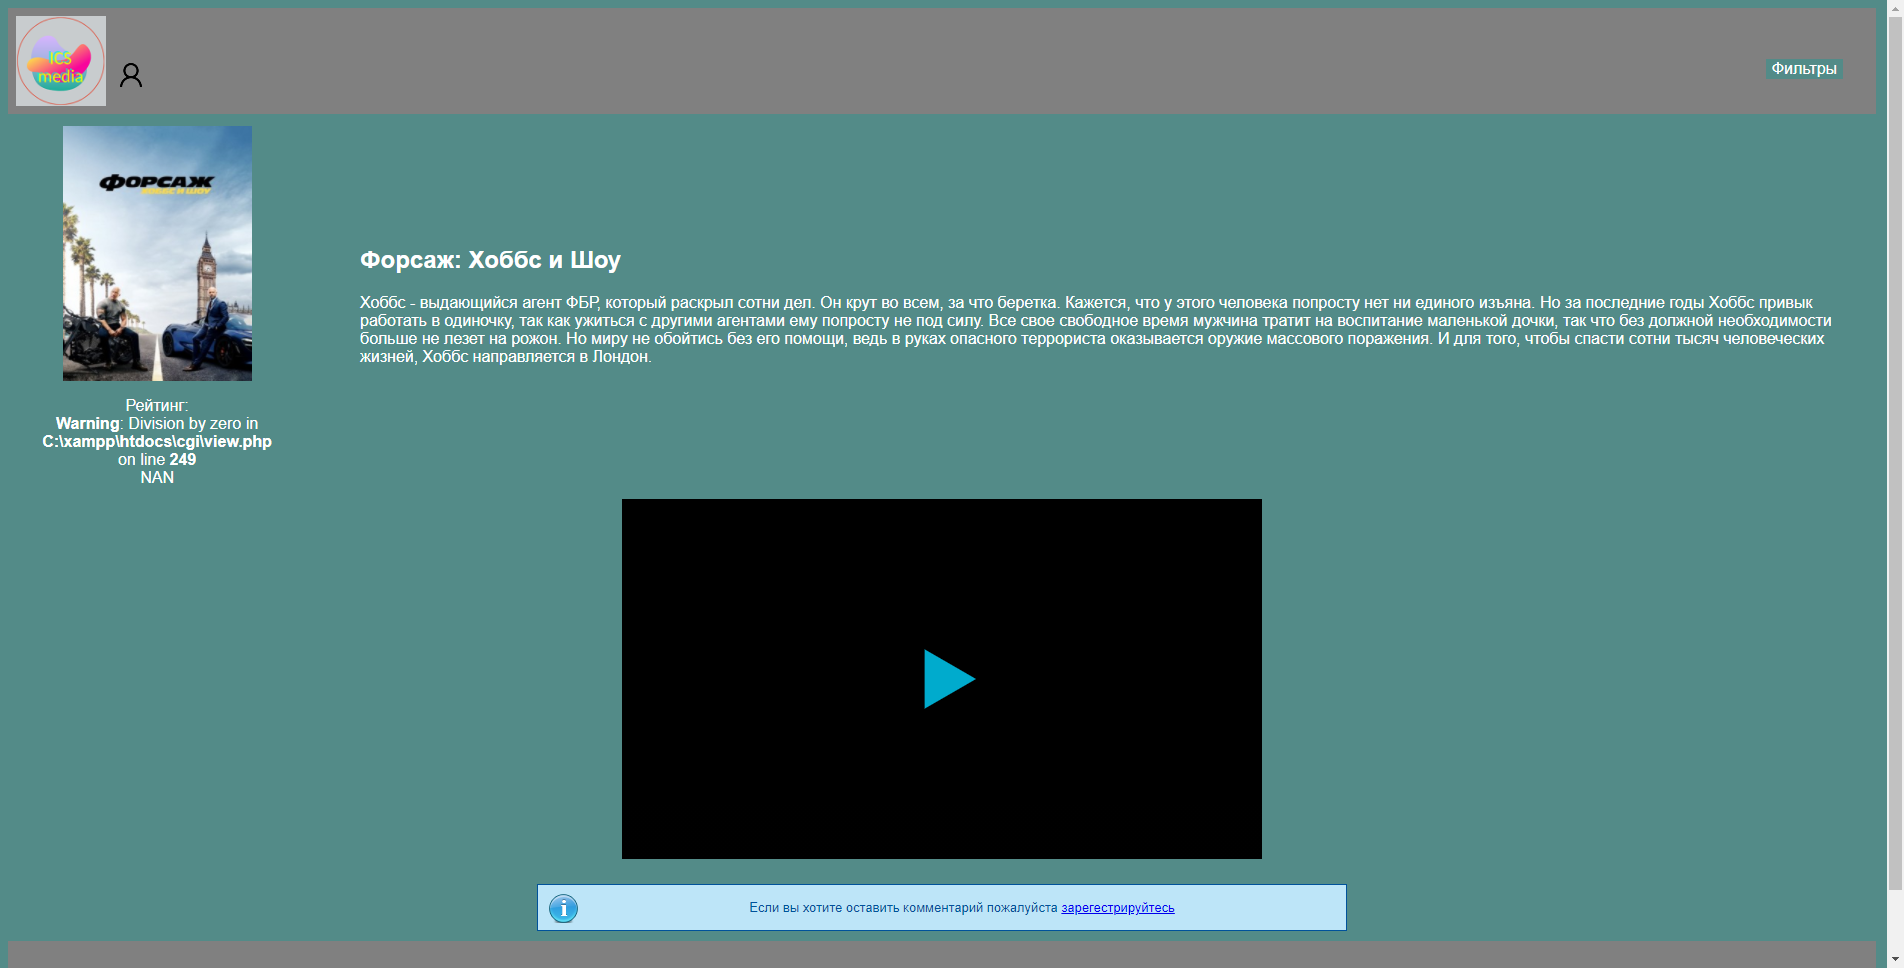 ICS
media
Фильтры
ФОРСАЖ
ХОББС И ШОУ
Форсаж: Хоббс и Шоу
Хоббс - выдающийся агент ФБР, который раскрыл сотни дел. Он крут во всем, за что беретка. Кажется, что у этого человека попросту нет ни единого изъяна. Но за последние годы Хоббс привык
работать в одиночку, так как ужиться с другими агентами ему попросту не под силу. Все свое свободное время мужчина тратит на воспитание маленькой дочки, так что без должной необходимости
больше не лезет на рожон. Но миру не обойтись без его помощи, ведь в руках опасного террориста оказывается оружие массового поражения. И для того, чтобы спасти сотни тысяч человеческих
жизней, Хоббс направляется в Лондон.
Рейтинг:
Warning: Division by zero in
C:\xampp\htdocs\cgi\view.php
on line 249
NAN
Если вы хотите оставить комментарий пожалуйста зарегестрируйтесь